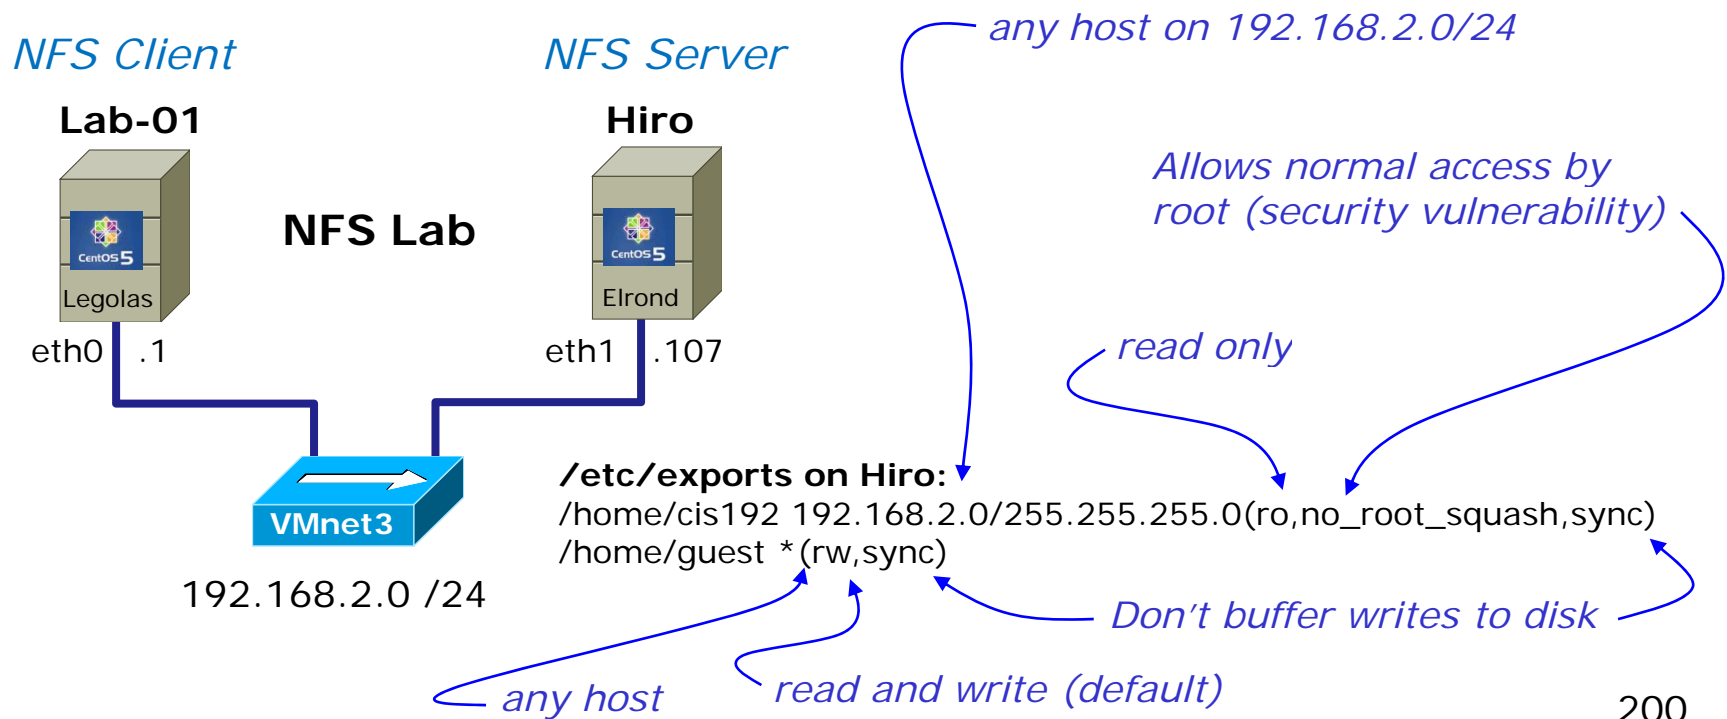 any host on 192.168.2.0/24
NFS Client
NFS Server
Lab-01
Hiro
Allows normal access by
root (security vulnerability)
NFS Lab
CentOS 5
CentOS 5
Legolas
Elrond
eth0 .1
eth1 .107
read only
/etc/exports on Hiro:
/home/cis192 192.168.2.0/255.255.255.0(ro,no_root_squash,sync)
VMnet3
/home/guest *(rw,sync)
192.168.2.0 /24
Don't buffer writes to disk
any host
read and write (default)
200